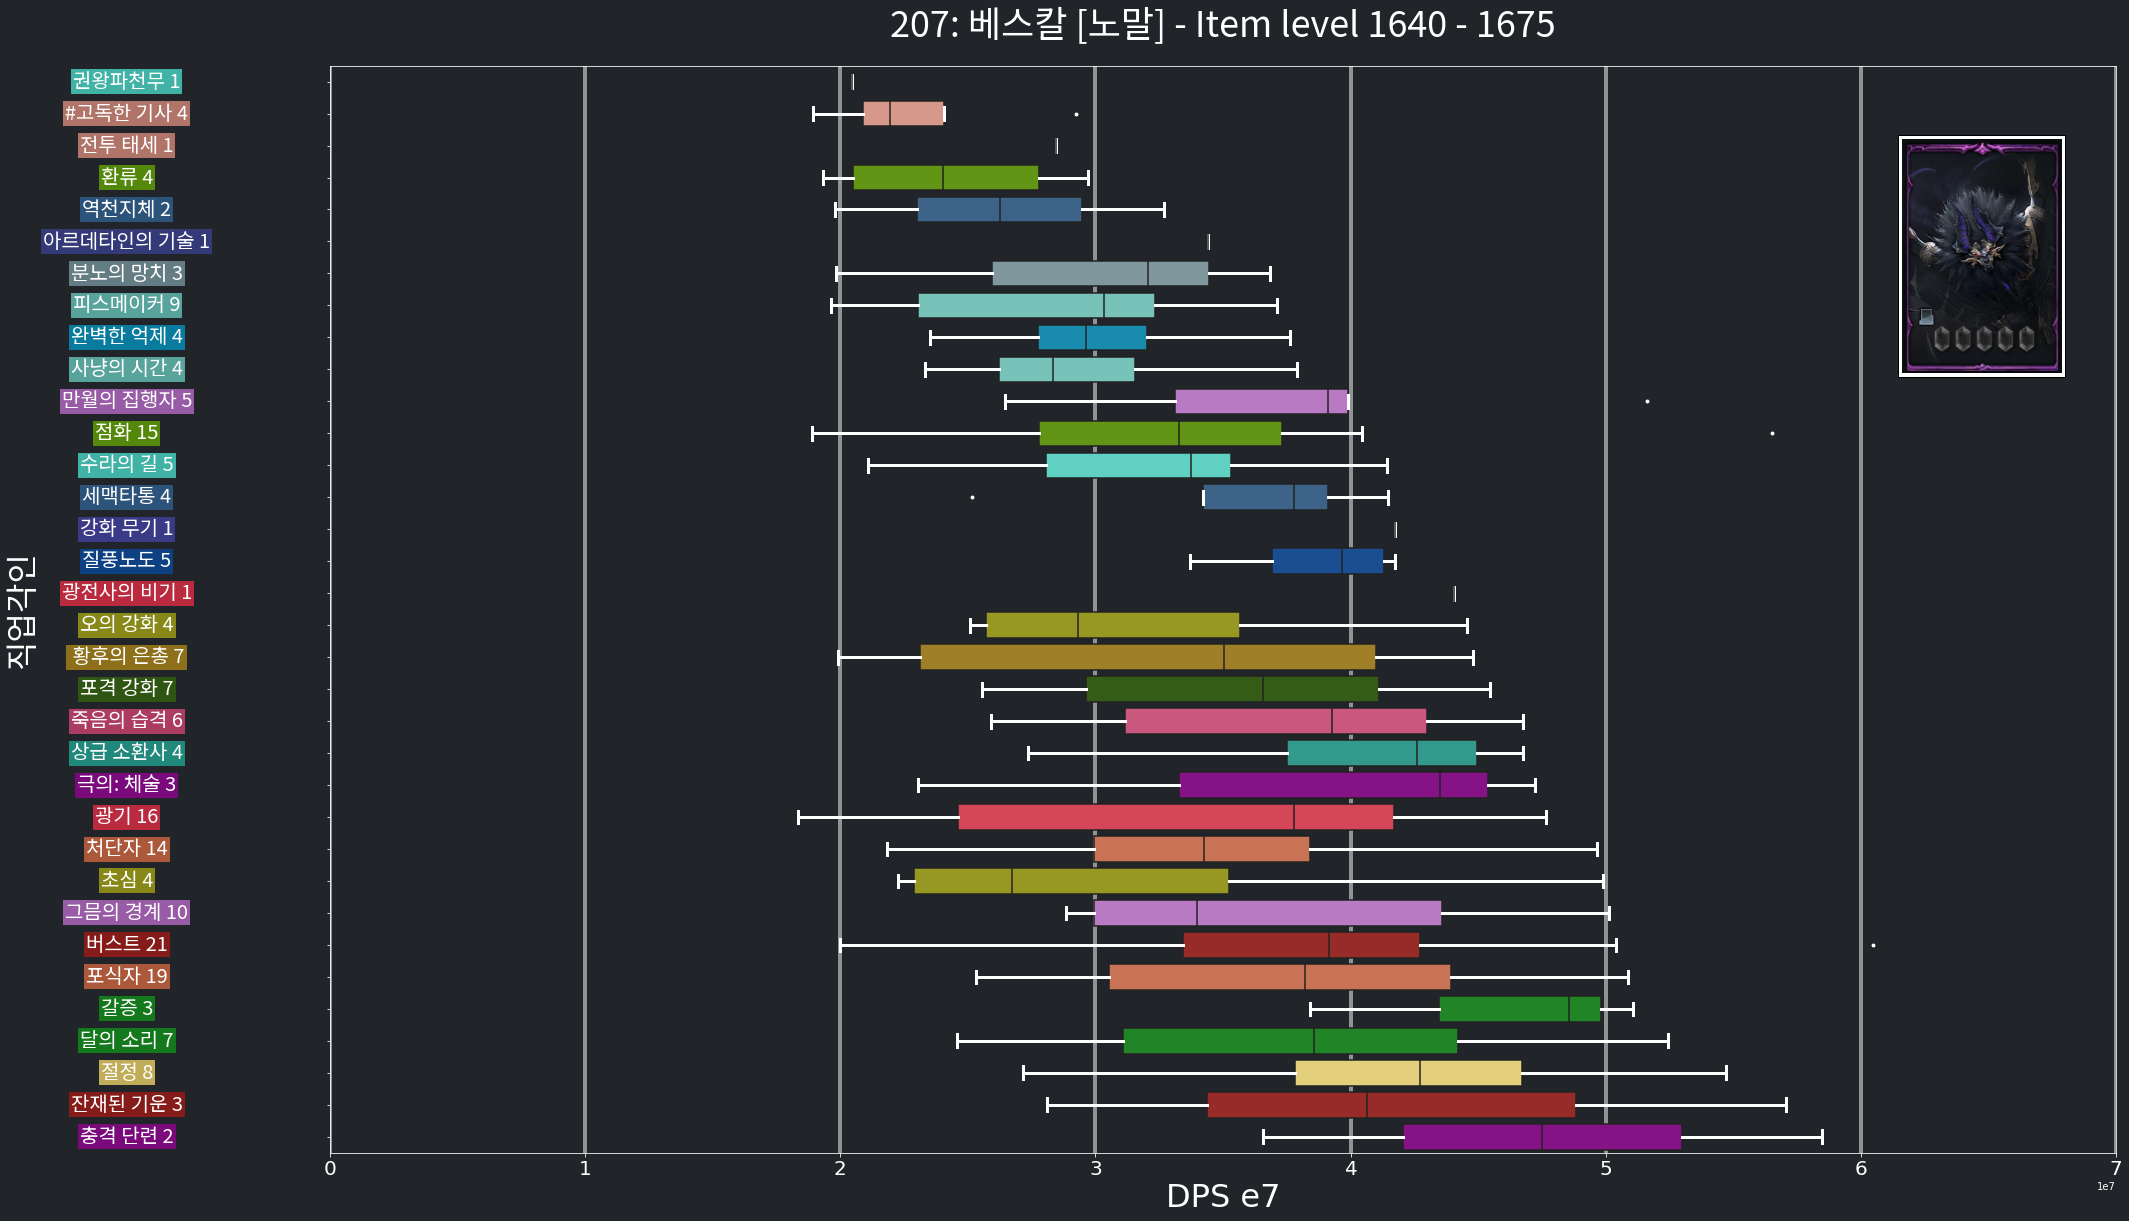 207: 베스칼 [노말] - Item level 1640 - 1675
권왕파천무 1
#고독한 기사 4
전투 태세 1
환류 4
역천지체 2
아르데타인의 기술 1
분노의 망치 3
피스메이커 9
완벽한 억제 4
사냥의 시간 4
만월의 집행자 5
점화 15
수라의 길 5
세맥타통 4
강화 무기 1
질풍노도 5
광전사의 비기 1
오의 강화 4
황후의 은총 7
포격 강화 7
죽음의 습격 6
상급 소환사 4
극의: 체술 3
광기 16
처단자 14
초심 4
그믐의 경계 10
버스트 21
포식자 19
갈증 3
달의 소리 7
절정 8
잔재된 기운 3
충격 단련 2
직업각인
0 1 2 3 4 5 6 7
1e7
DPS e7